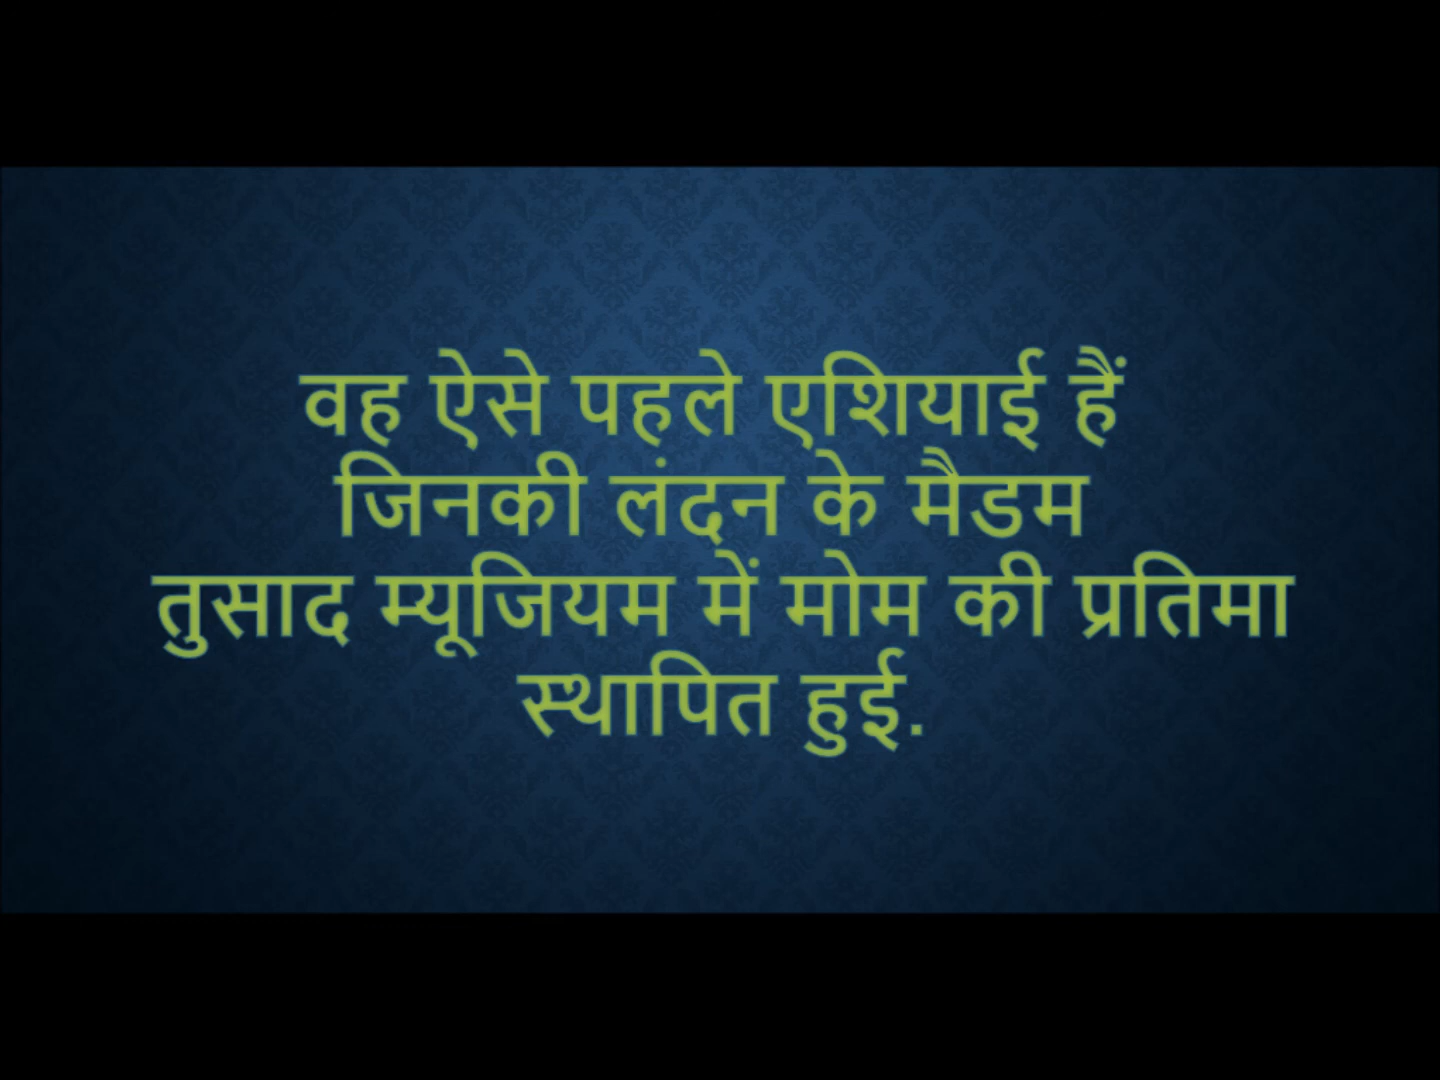 वह ऐसे पहले एशियाई हैं
जिनकी लंदन के मैडम
तुसाद म्यूजियम में मोम की प्रतिमा
स्थापित हुई.